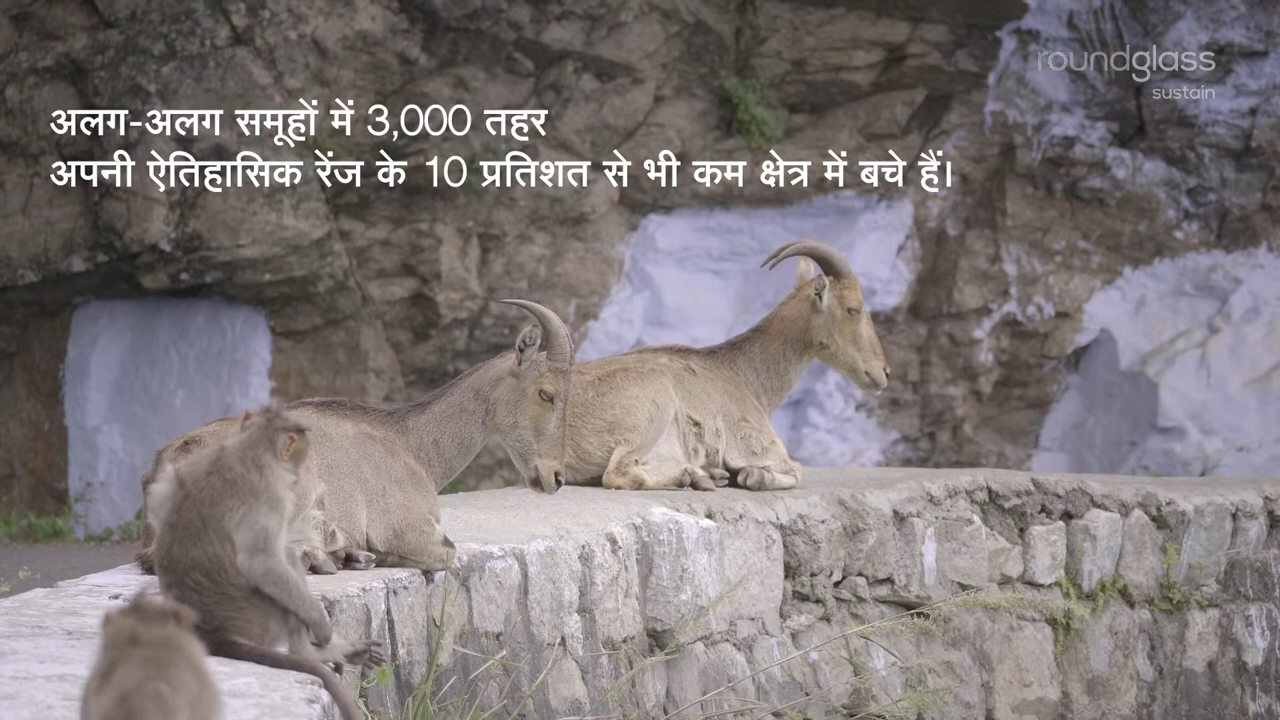 roundglass
sustain
अलग-अलग समूहों में 3,000 तहर
अपनी ऐतिहासिक रेंज के 10 प्रतिशत से भी कम क्षेत्र में बचे हैं।